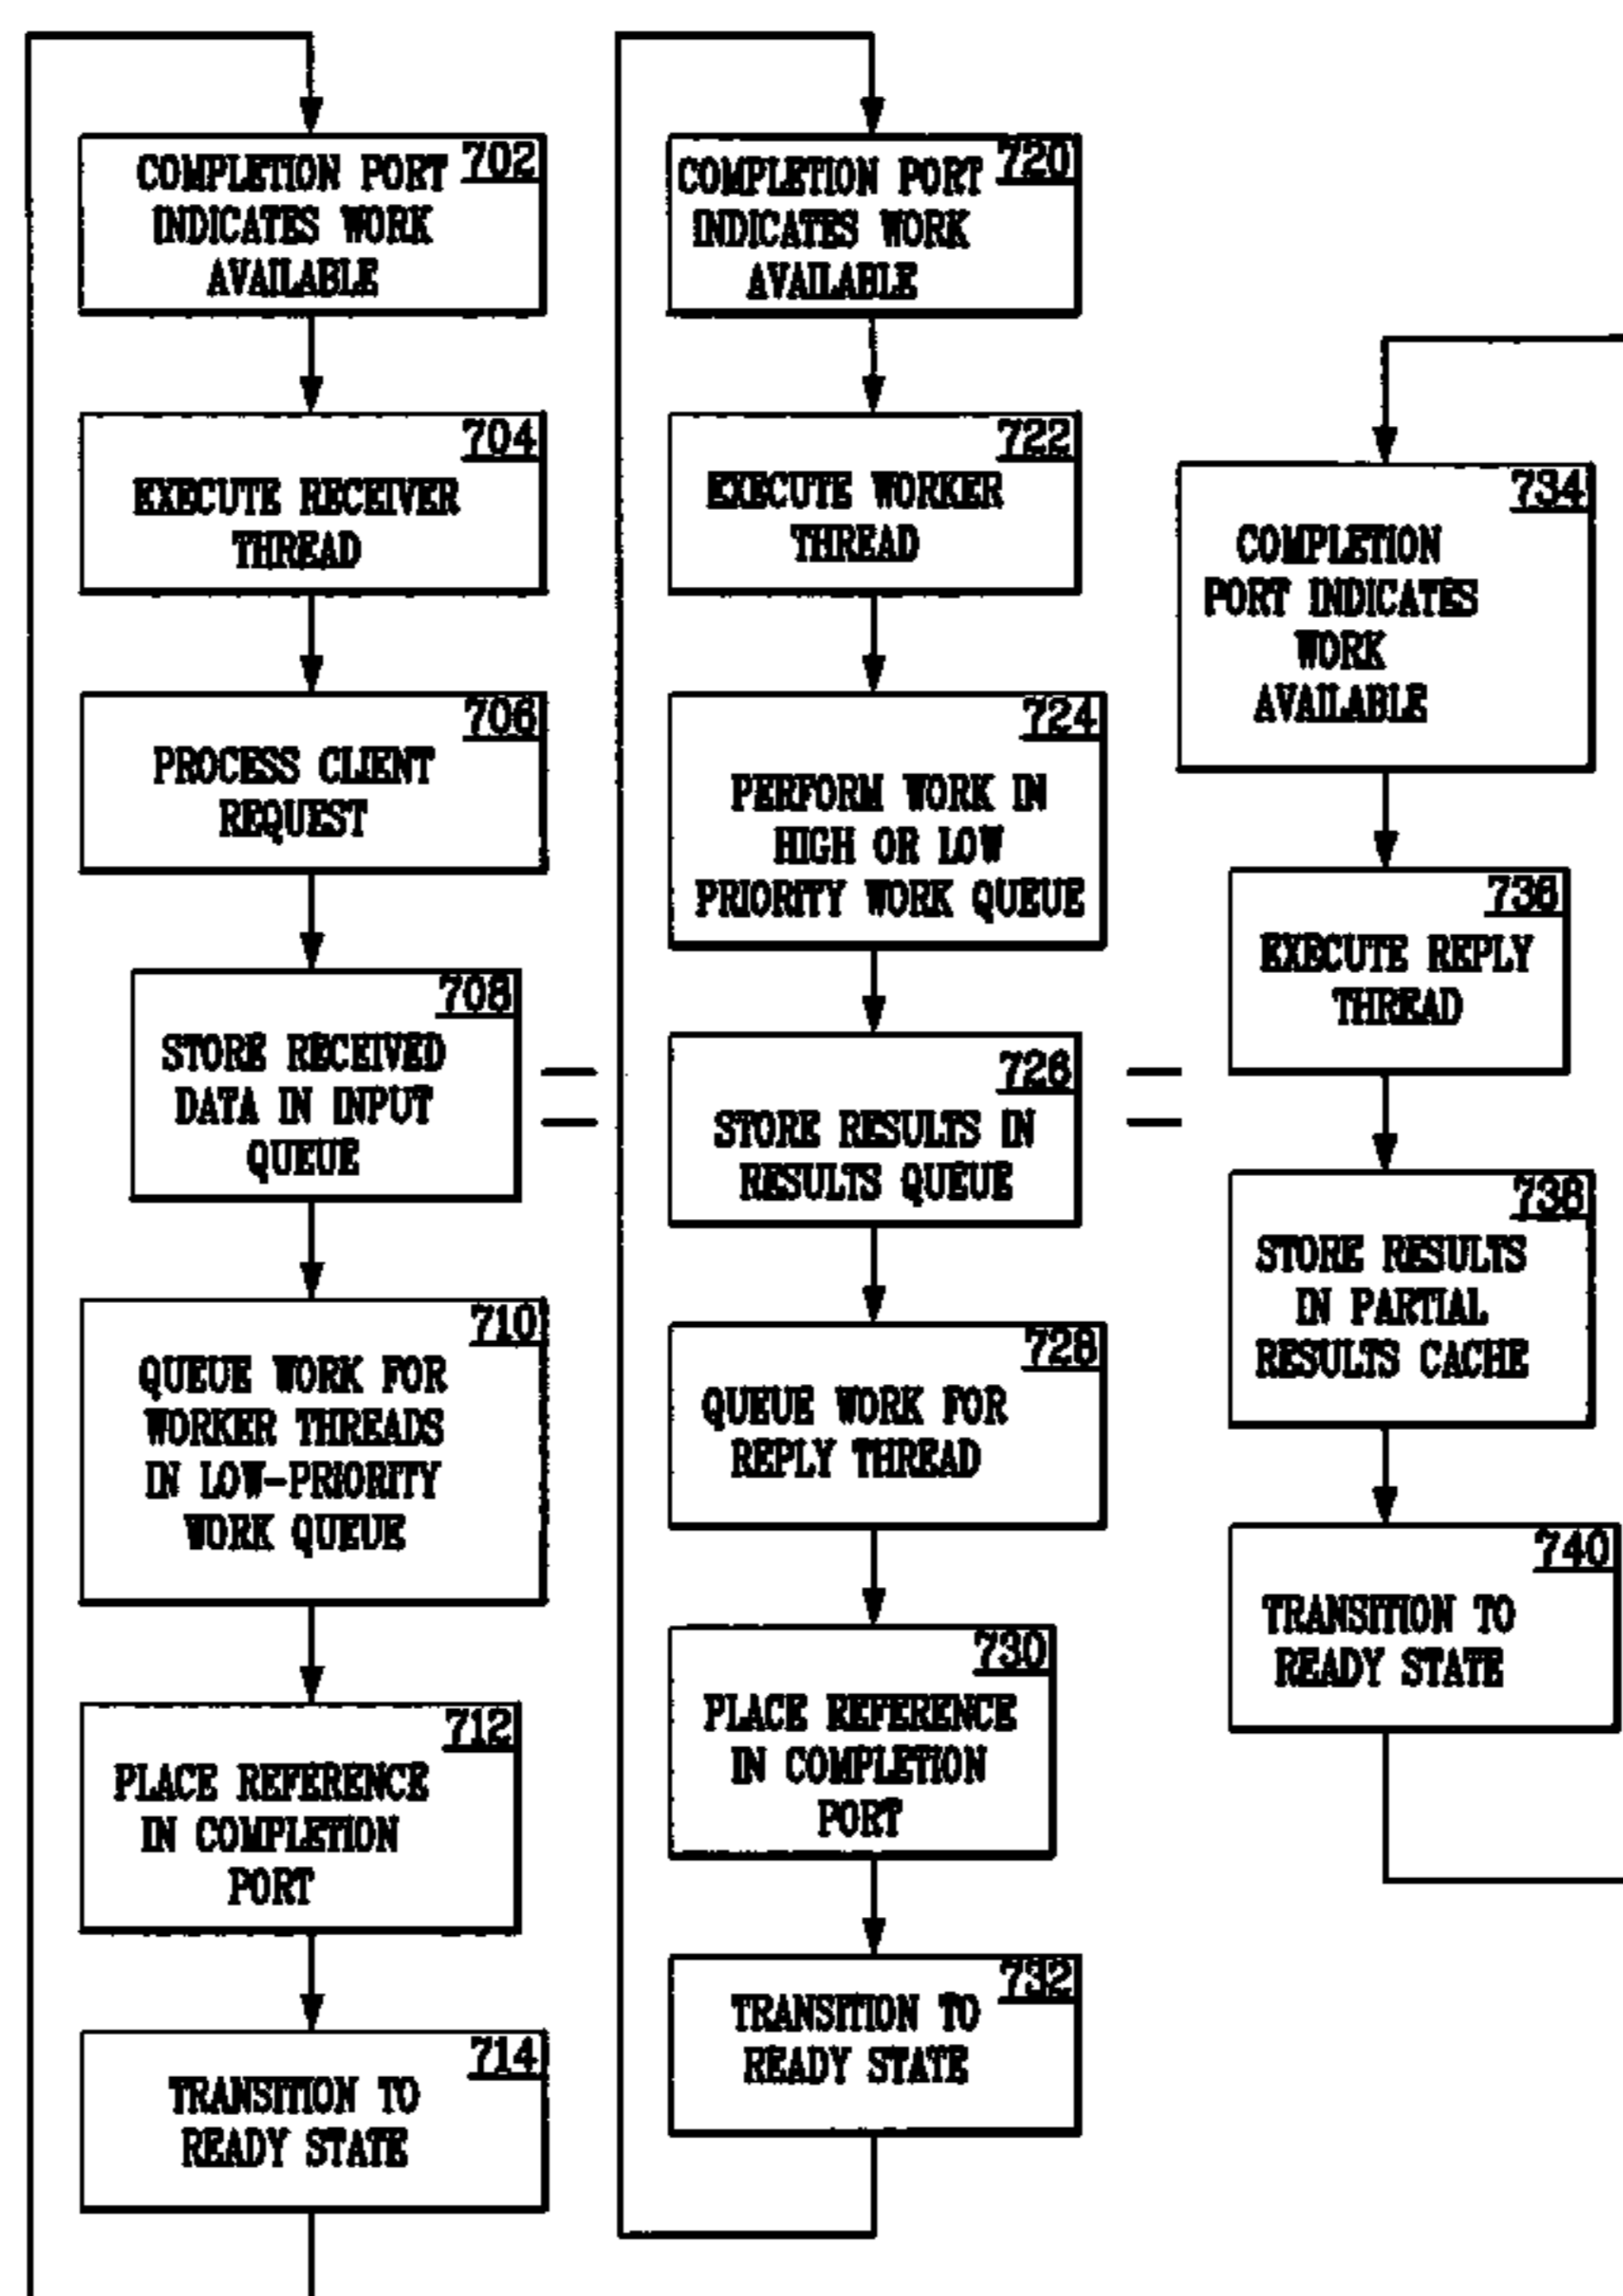 702
COMPLETION PORT
INDICATES WORK
AVAILABLE
704
EXECUTE RECEIVER
THREAD
706
PROCESS CLIENT
REQUEST
708
STORE RECEIVED
DATA IN INPUT
QUEUE
710
QUEUE WORK FOR
WORKER THREADS
IN LOW-PRIORITY
WORK QUEUE
712
PLACE REFERENCE
IN COMPLETION
PORT
714
TRANSITION TO
READY STATE
720
COMPLETION PORT
INDICATES WORK
AVAILABLE
722
EXECUTE WORKER
THREAD
724
PERFORM WORK IN
HIGH OR LOW
PRIORITY WORK QUEUE
726
STORE RESULTS IN
RESULTS QUEUE
728
QUEUE WORK FOR
REPLY THREAD
730
PLACE REFERENCE
IN COMPLETION
PORT
732
TRANSITION TO
READY STATE
734
COMPLETION
PORT INDICATES
WORK
AVAILABLE
736
EXECUTE REPLY
THREAD
738
STORE RESULTS
IN PARTIAL
RESULTS CACHE
740
TRANSITION TO
READY STATE